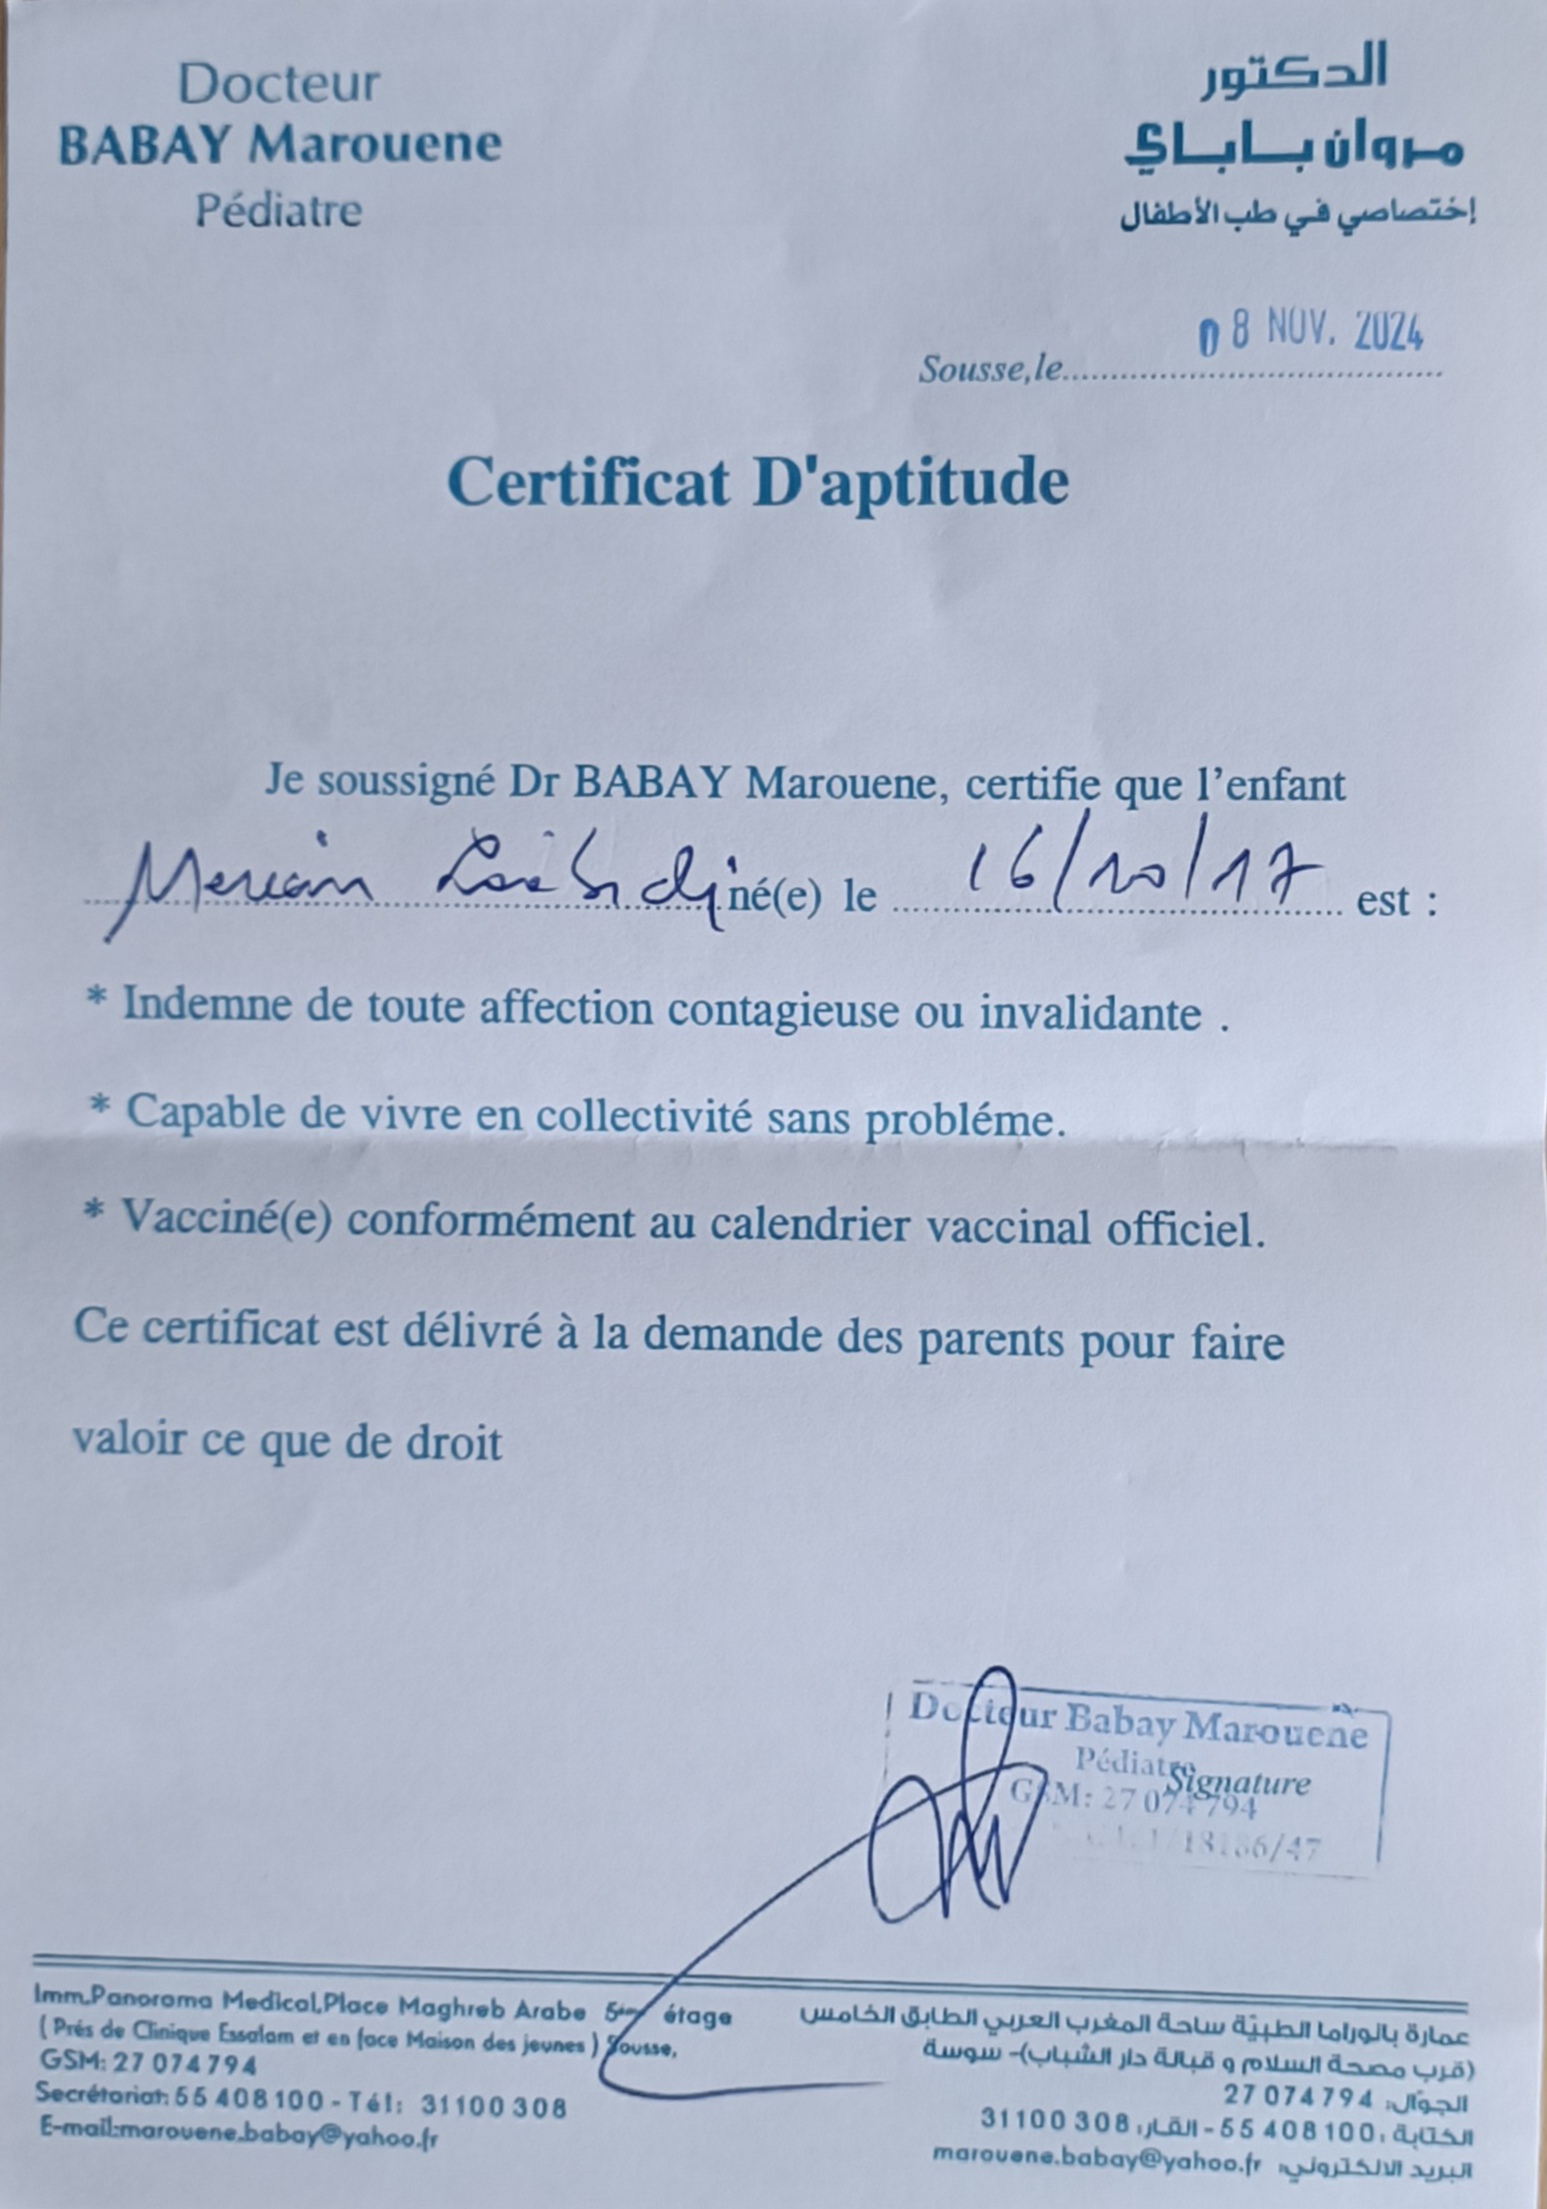 Docteur
BABAY Marouene
Pédiatre
الدكتور
مروان باباي
إختصاصي في طب الأطفال
Sousse,le.......... 08 NOV. 2024
Certificat D'aptitude
Je soussigné Dr BABAY Marouene, certifie que l'enfant
né(e) le 16/10/17 est :
* Indemne de toute affection contagieuse ou invalidante .
* Capable de vivre en collectivité sans probléme.
* Vacciné(e) conformément au calendrier vaccinal officiel.
Ce certificat est délivré à la demande des parents pour faire
valoir ce que de droit
Docteur Babay Marouene
Pédiatre
Signature
GSM: 27 074 794
Imm.Panorama Medical,Place Maghreb Arabe 5ème étage
( Prés de Clinique Essalam et en face Maison des jeunes ) Sousse,
GSM: 27 074 794
Secrétariat: 55 408 100 - Tél: 31 100 308
E-mail:marouene.babay@yahoo.fr
عمارة بانوراما الطبيّة ساحة المغرب العربي الطابق الخامس
(قرب مصحة السلام و قبالة دار الشباب)- سوسة
الجوّال: 27 074 794
الكتابة : 55 408 100 - القار: 31 100 308
البريد الالكتروني: marouene.babay@yahoo.fr